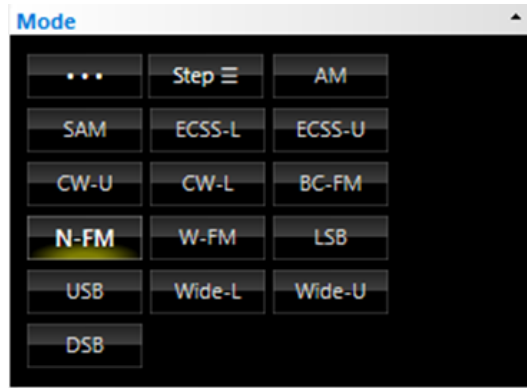 Mode
... Step ☰ AM
SAM ECSS-L ECSS-U
CW-U CW-L BC-FM
N-FM W-FM LSB
USB Wide-L Wide-U
DSB